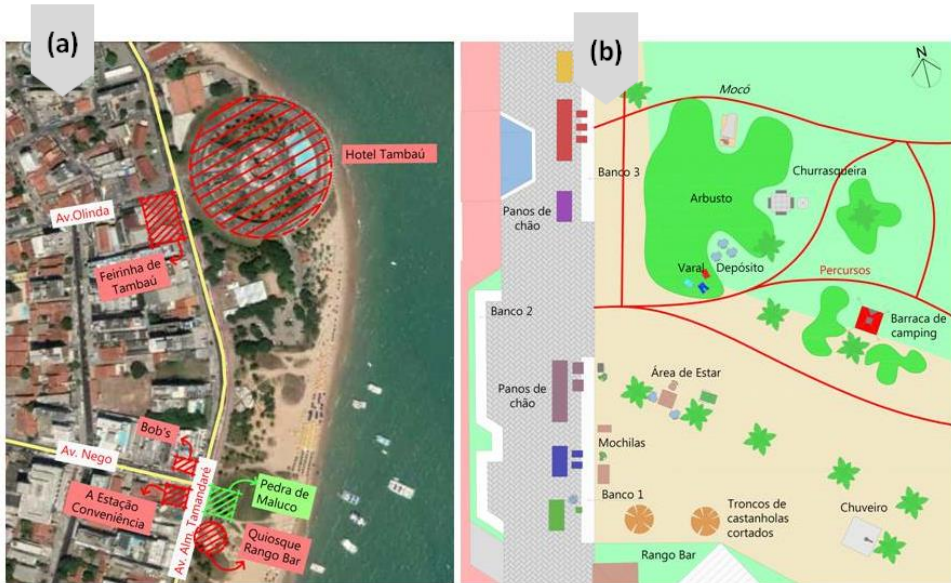 (a)
Hotel Tambaú
Av.Olinda
Feirinha de
Tambaú
Bob's
Av. Nego
A Estação
Conveniência
Av. Alm. Tamandaré
Pedra de
Maluco
Quiosque
Rango Bar
(b)
N
Mocó
Banco 3
Churrasqueira
Arbusto
Panos de
chão
Varal
Depósito
Percursos
Banco 2
Barraca de
camping
Área de Estar
Panos de
chão
Mochilas
Banco 1
Troncos de
castanholas
cortados
Chuveiro
Rango Bar